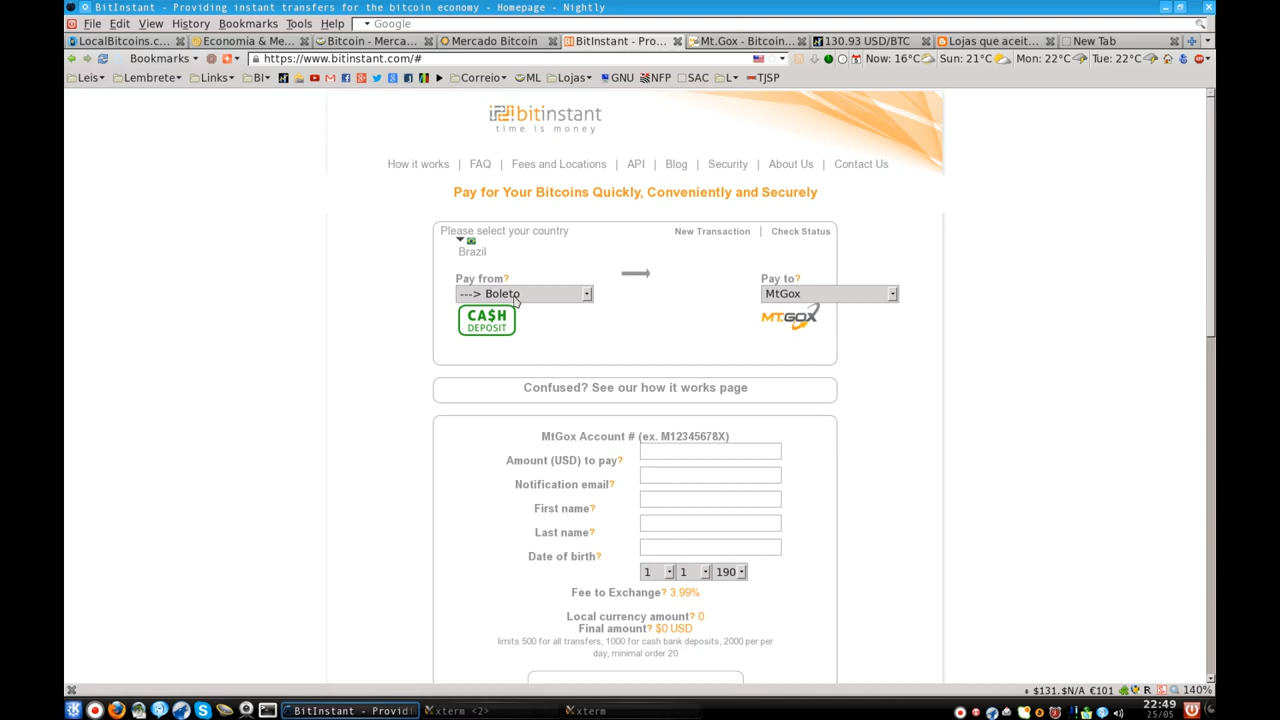 BitInstant - Providing instant transfers for the bitcoin economy - Homepage - Nightly
File Edit View History Bookmarks Tools Help Google
LocalBitcoins.c... Economia & Me... Bitcoin - Merca... Mercado Bitcoin BitInstant - Pro... Mt.Gox - Bitcoin... 130.93 USD/BTC Lojas que aceit... New Tab
Bookmarks https://www.bitinstant.com/# Now: 16°C Sun: 21°C Mon: 22°C Tue: 22°C
Leis Lembrete Links BI Correio ML Lojas GNU NFP SAC L TJSP
bitinstant
time is money
How it works | FAQ | Fees and Locations | API | Blog | Security | About Us | Contact Us
Pay for Your Bitcoins Quickly, Conveniently and Securely
Please select your country New Transaction | Check Status
Brazil
Pay from? Pay to?
---> Boleto MtGox
CA$H DEPOSIT MT.GOX
Confused? See our how it works page
MtGox Account # (ex. M12345678X)
Amount (USD) to pay?
Notification email?
First name?
Last name?
Date of birth?
1 1 190
Fee to Exchange? 3.99%
Local currency amount? 0
Final amount? $0 USD
limits 500 for all transfers, 1000 for cash bank deposits, 2000 per per
day, minimal order 20
$131.$N/A €101 R 140%
BitInstant - Provid xterm <2> xterm 22:49
25/05